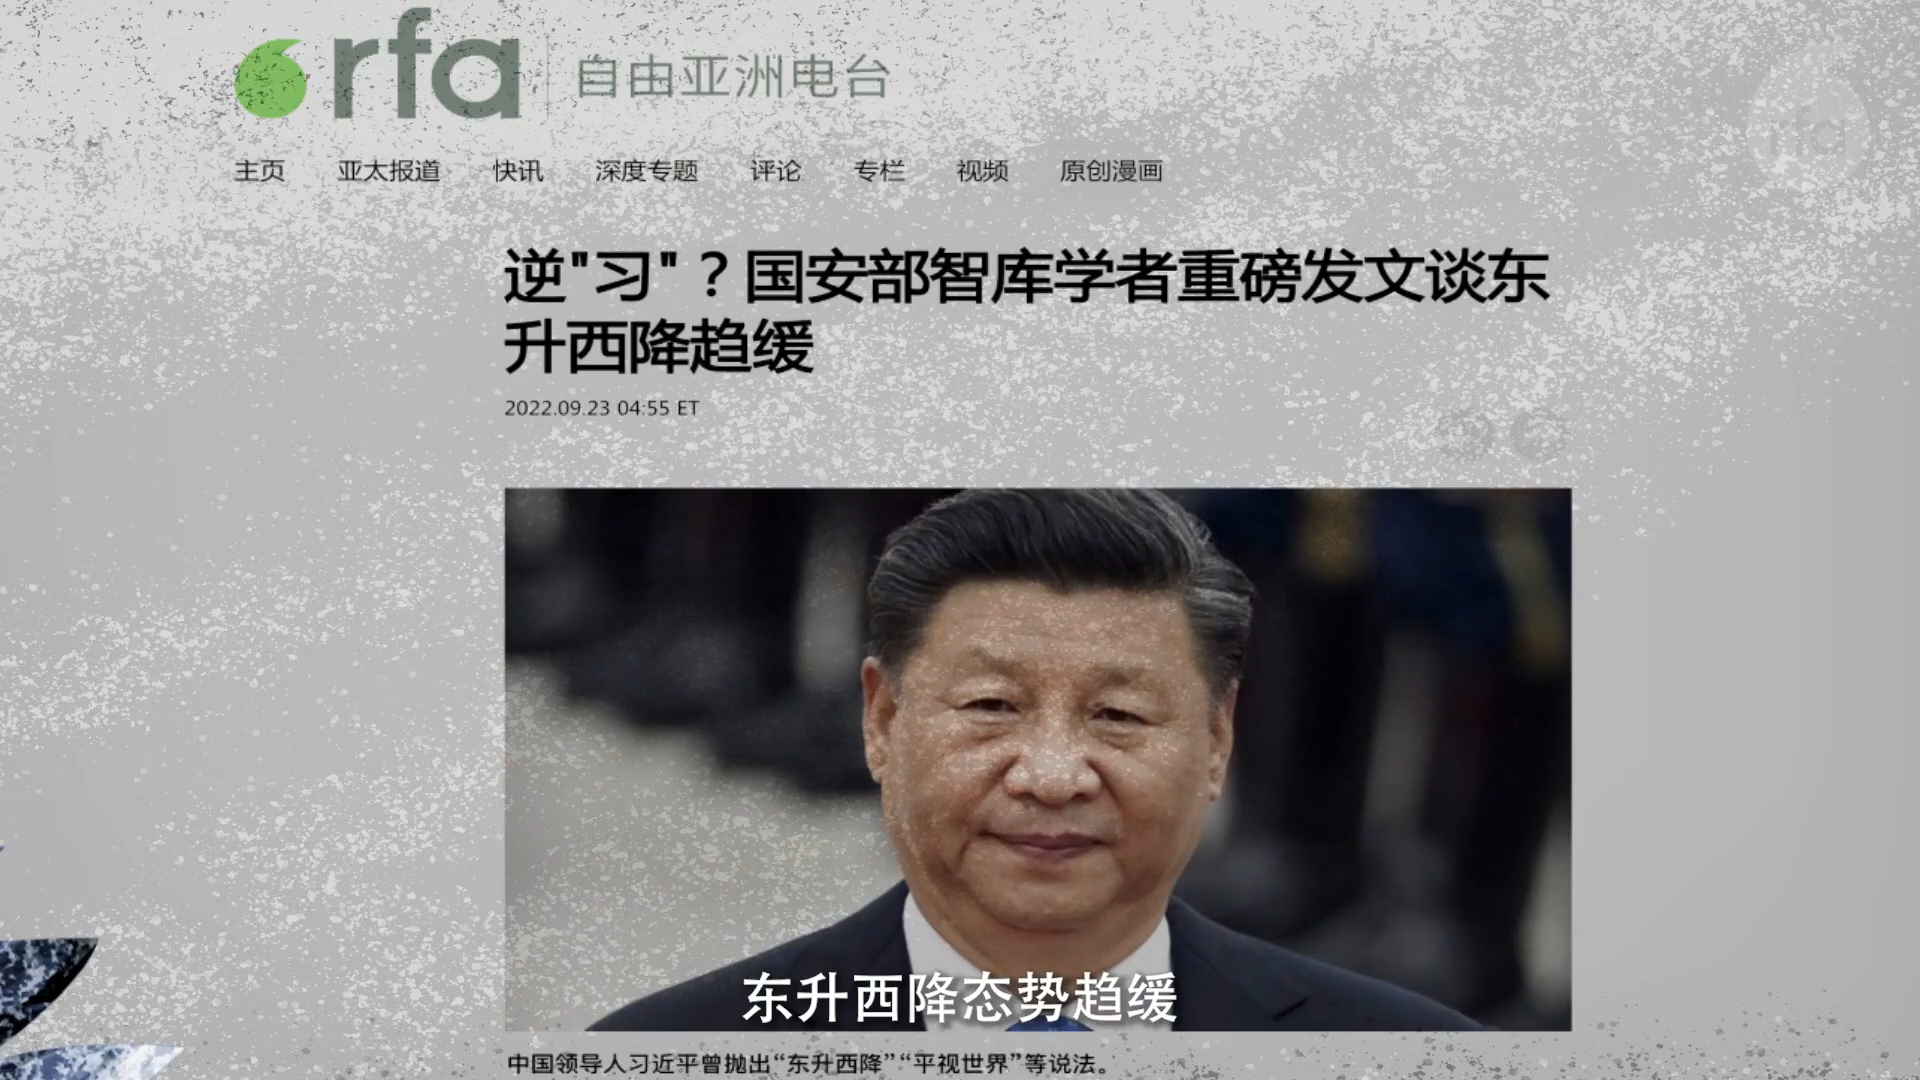 rfa 自由亚洲电台
rfa
主页 亚太报道 快讯 深度专题 评论 专栏 视频 原创漫画
逆"习"？国安部智库学者重磅发文谈东
升西降趋缓
2022.09.23 04:55 ET
东升西降态势趋缓
中国领导人习近平曾抛出“东升西降”“平视世界”等说法。